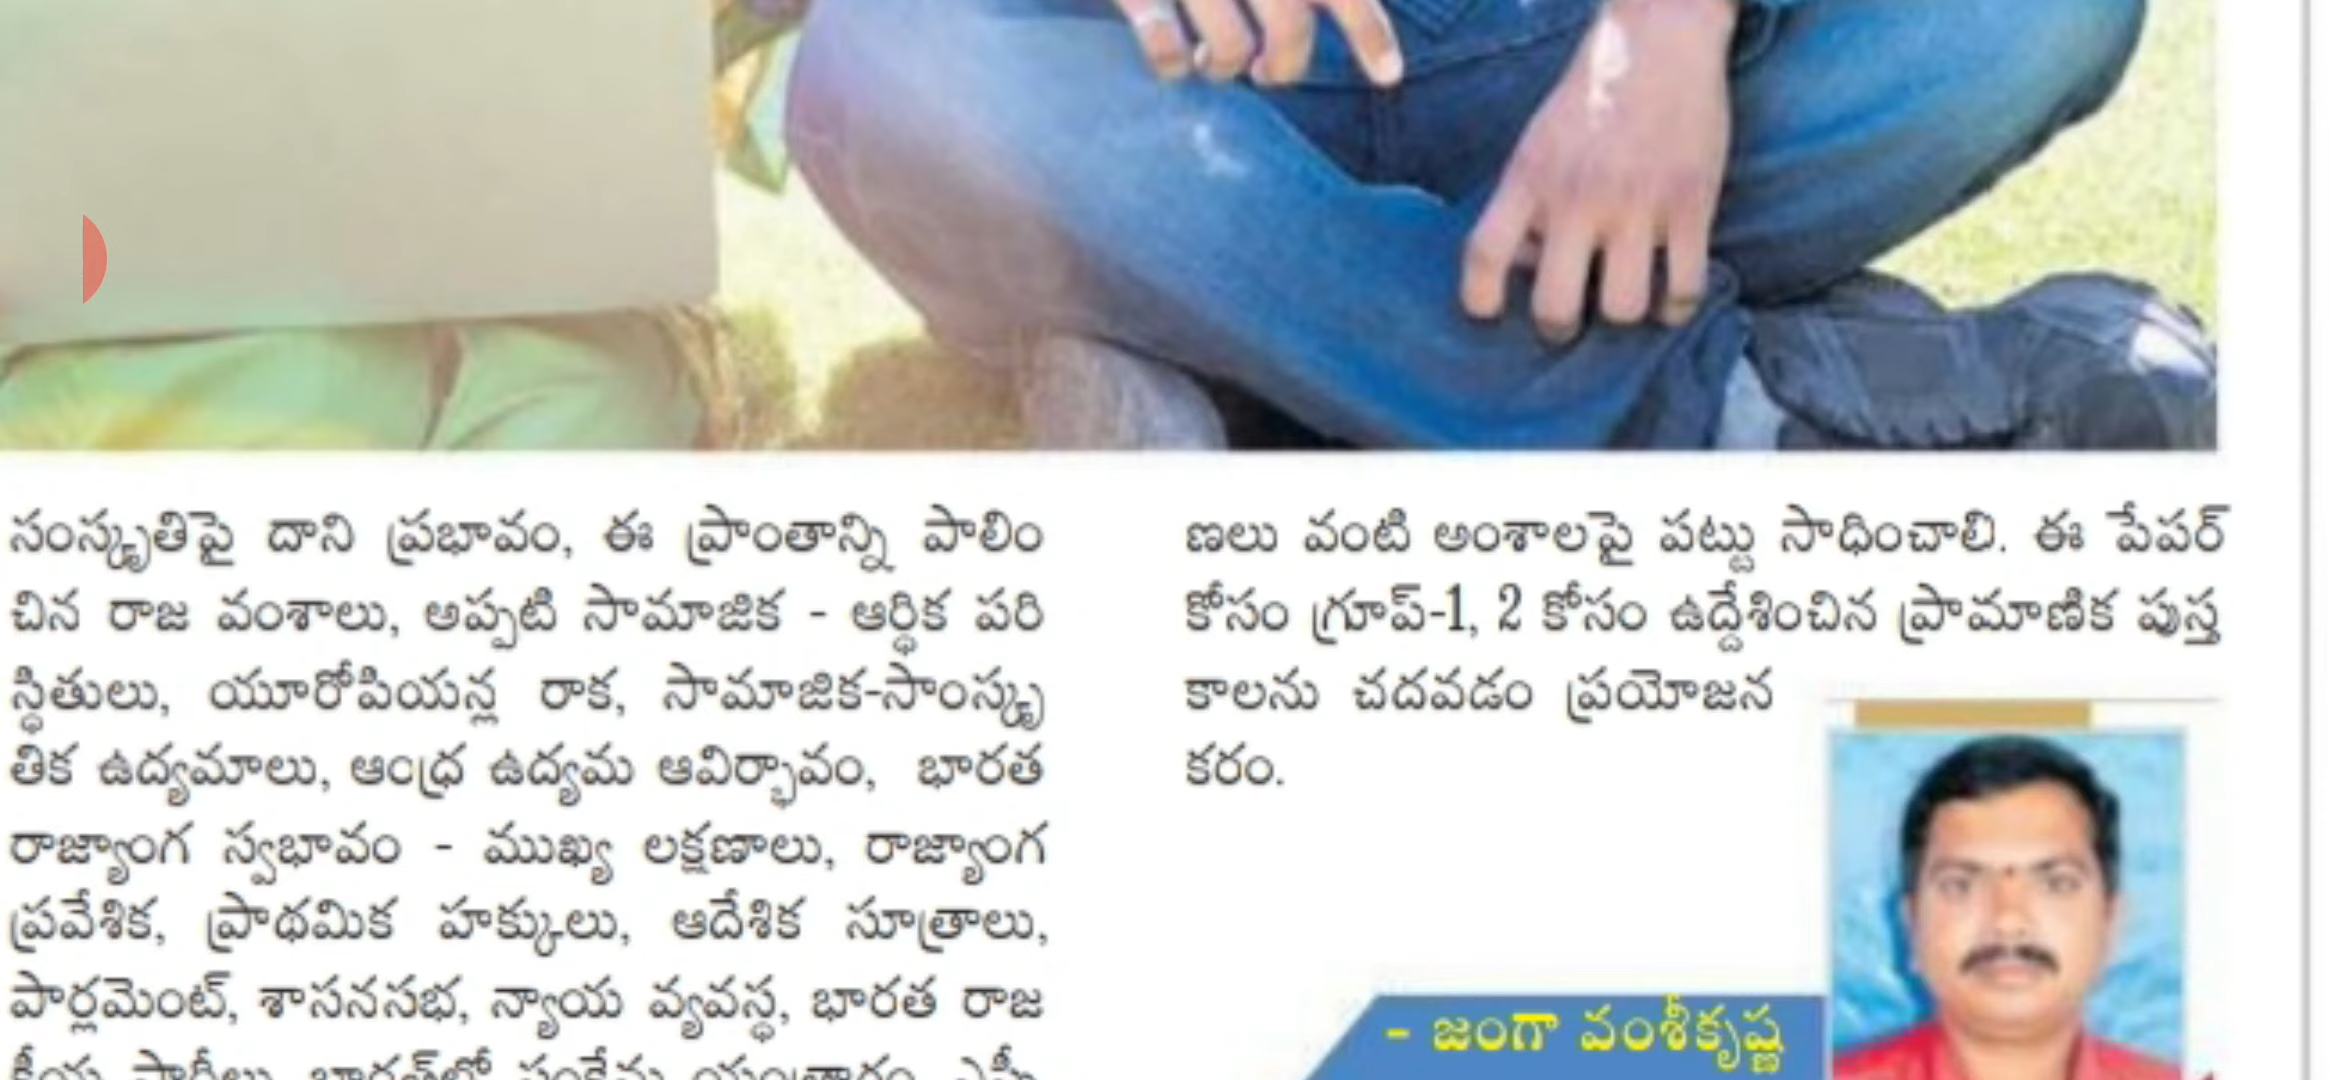 సంస్కృతిపై దాని ప్రభావం, ఈ ప్రాంతాన్ని పాలిం
చిన రాజ వంశాలు, అప్పటి సామాజిక - ఆర్థిక పరి
స్థితులు, యూరోపియన్ల రాక, సామాజిక-సాంస్కృ
తిక ఉద్యమాలు, ఆంధ్ర ఉద్యమ ఆవిర్భావం, భారత
రాజ్యాంగ స్వభావం - ముఖ్య లక్షణాలు, రాజ్యాంగ
ప్రవేశిక, ప్రాథమిక హక్కులు, ఆదేశిక సూత్రాలు,
పార్లమెంట్, శాసనసభ, న్యాయ వ్యవస్థ, భారత రాజ
ణలు వంటి అంశాలపై పట్టు సాధించాలి. ఈ పేపర్
కోసం గ్రూప్-1, 2 కోసం ఉద్దేశించిన ప్రామాణిక పుస్త
కాలను చదవడం ప్రయోజన
కరం.
- జంగా వంశీకృష్ణ